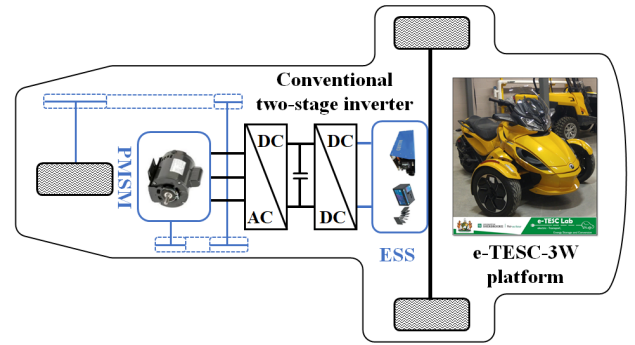 Conventional
two-stage inverter
PMSM
DC
AC
DC
DC
ESS
e-TESC Lab
e-TESC-3W
platform